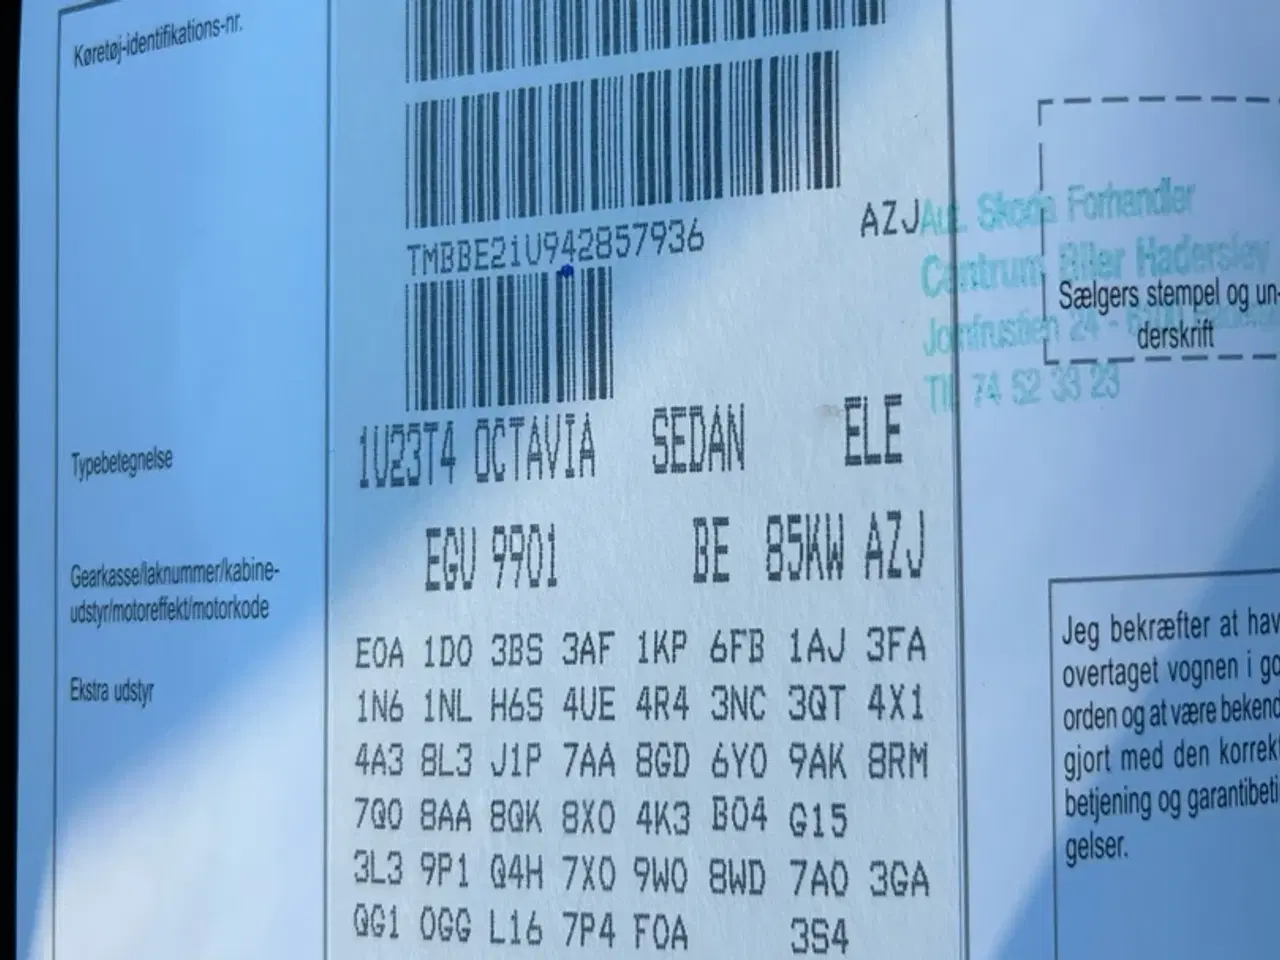 Køretøj-identifikations-nr.
TMBBE21U942857936 AZJ
Aut. Skoda Forhandler
Centrum Biler Haderslev
Jomfrustien 24 -
Tlf. 74 52 33 23
Sælgers stempel og un-
derskrift
Typebetegnelse
1U23T4 OCTAVIA SEDAN ELE
Gearkasse/laknummer/kabine-
udstyr/motoreffekt/motorkode
EGU 9901 BE 85KW AZJ
Ekstra udstyr
E0A 1D0 3BS 3AF 1KP 6FB 1AJ 3FA
1N6 1NL H6S 4UE 4R4 3NC 3QT 4X1
4A3 8L3 J1P 7AA 8GD 6Y0 9AK 8RM
7Q0 8AA 8QK 8X0 4K3 B04 G15
3L3 9P1 Q4H 7X0 9W0 8WD 7A0 3GA
QG1 0GG L16 7P4 F0A 3S4
Jeg bekræfter at hav
overtaget vognen i go
orden og at være bekend
gjort med den korrekt
betjening og garantibeti
gelser.